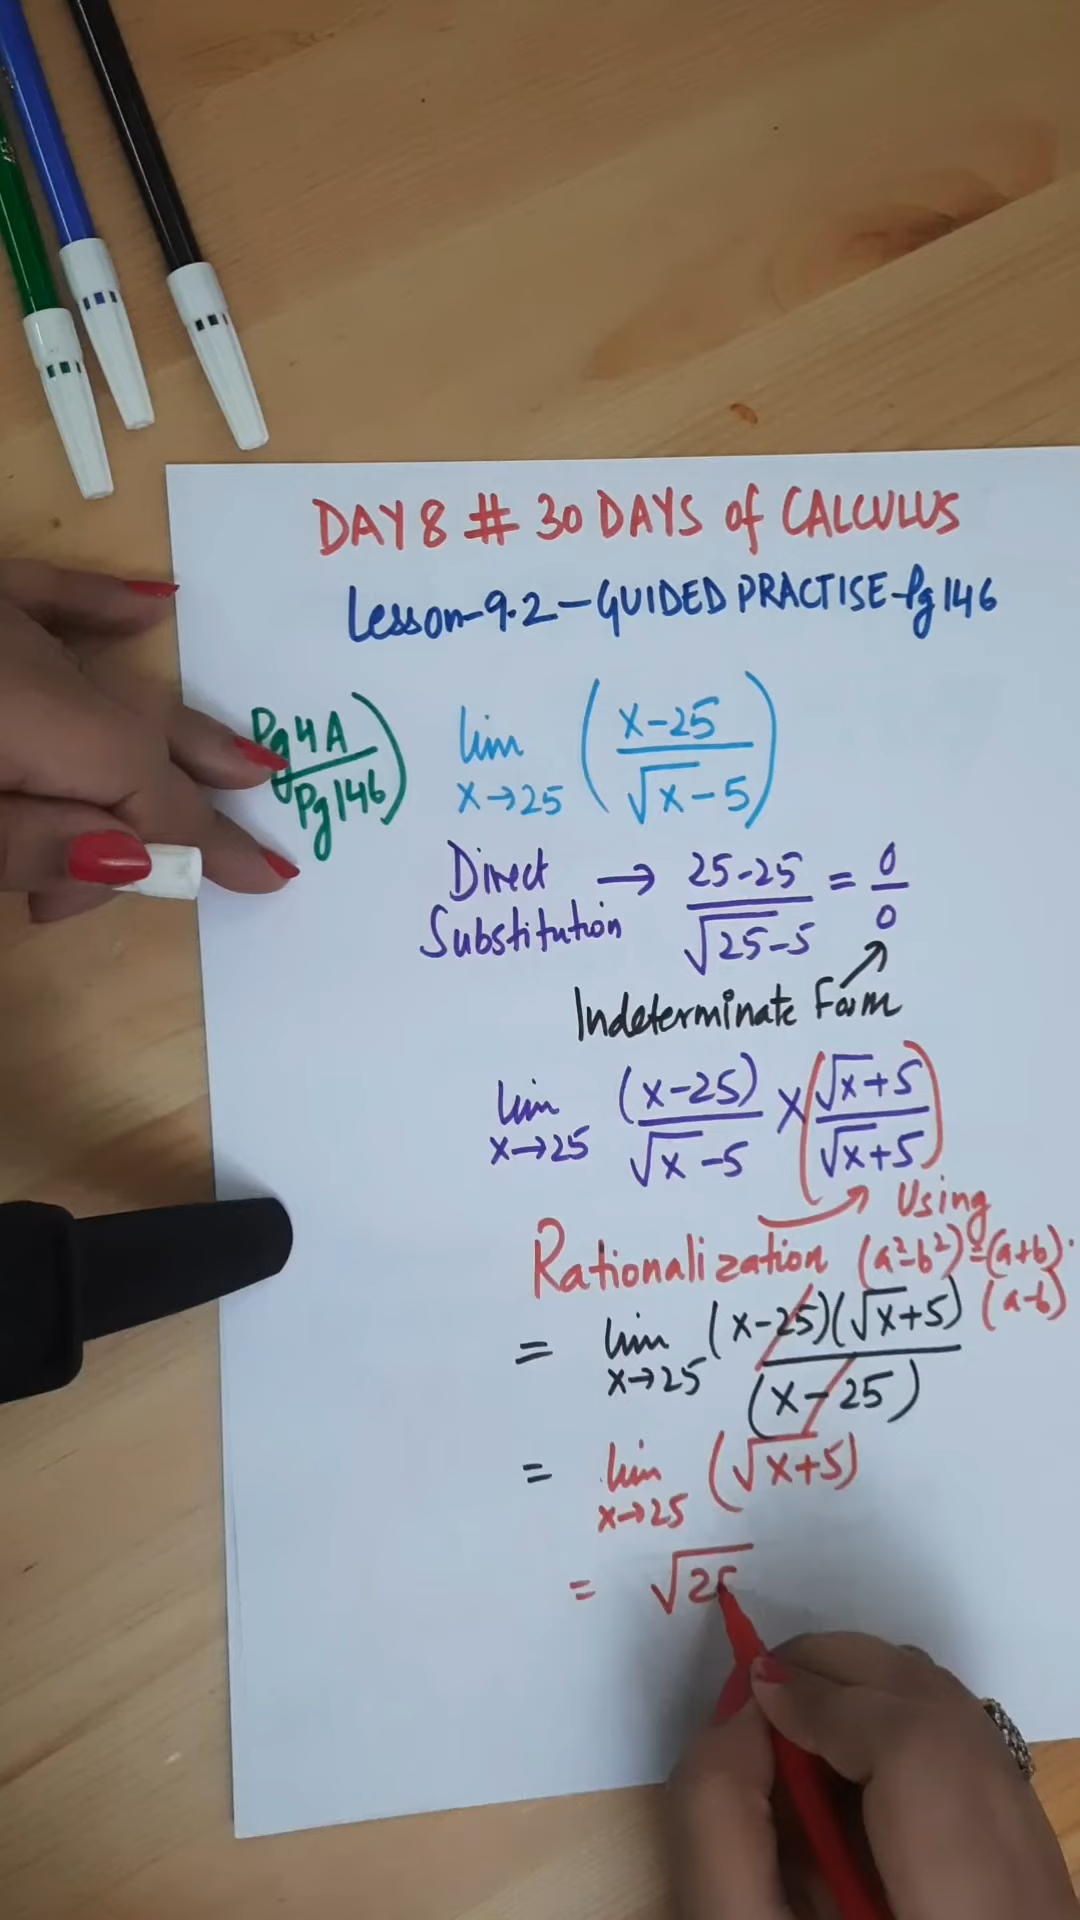 DAY 8 # 30 DAYS of CALCULUS
Lesson-9.2-GUIDED PRACTISE-Pg 146
Pg 4A / Pg 146) lim x→25 ((x-25)/(√x-5))
Direct Substitution → (25-25)/(√25-5) = 0/0
Indeterminate Form
lim x→25 (x-25)/(√x-5) × ((√x+5)/(√x+5))
Using
Rationalization (a²-b²)=(a+b).(a-b)
= lim x→25 (x-25)(√x+5)/(x-25)
= lim x→25 (√x+5)
= √25